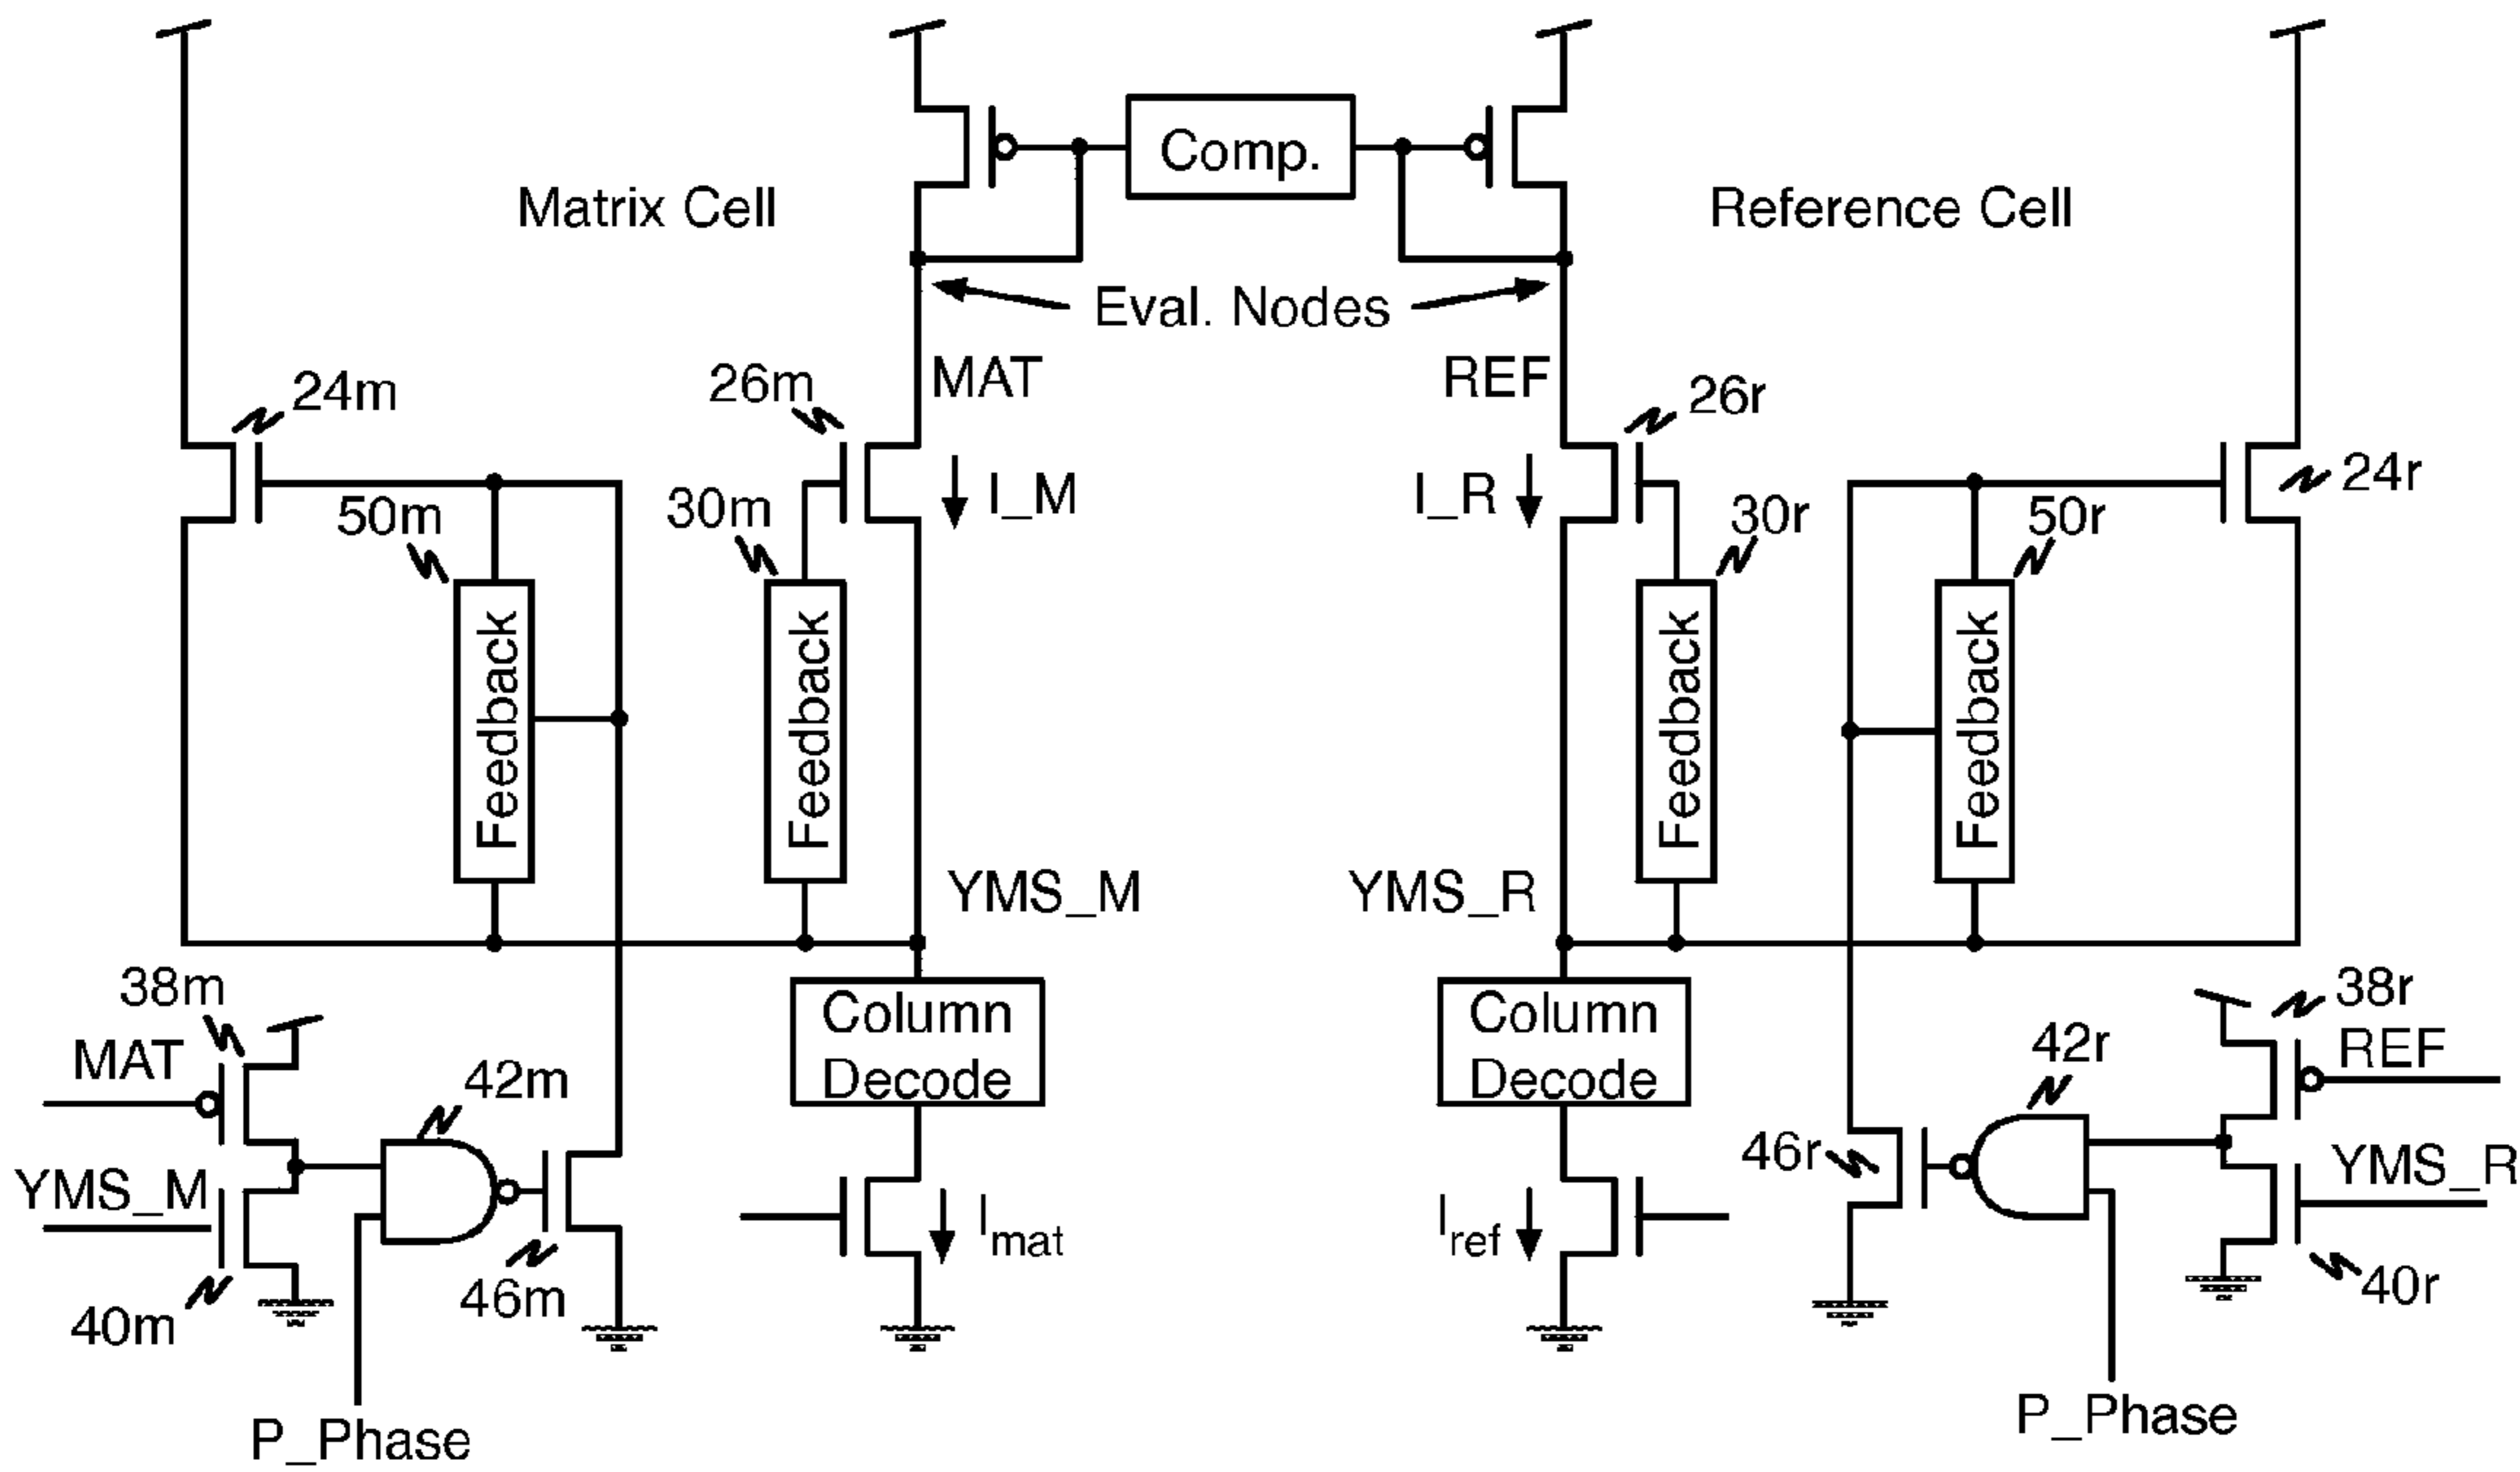 Comp.
Matrix Cell
Reference Cell
Eval. Nodes
MAT
REF
24m
26m
26r
24r
I_M
I_R
50m
30m
30r
50r
Feedback
Feedback
Feedback
Feedback
YMS_M
YMS_R
38m
Column
Decode
Column
Decode
38r
MAT
42m
42r
REF
YMS_M
46r
YMS_R
Imat
Iref
40m
46m
40r
P_Phase
P_Phase